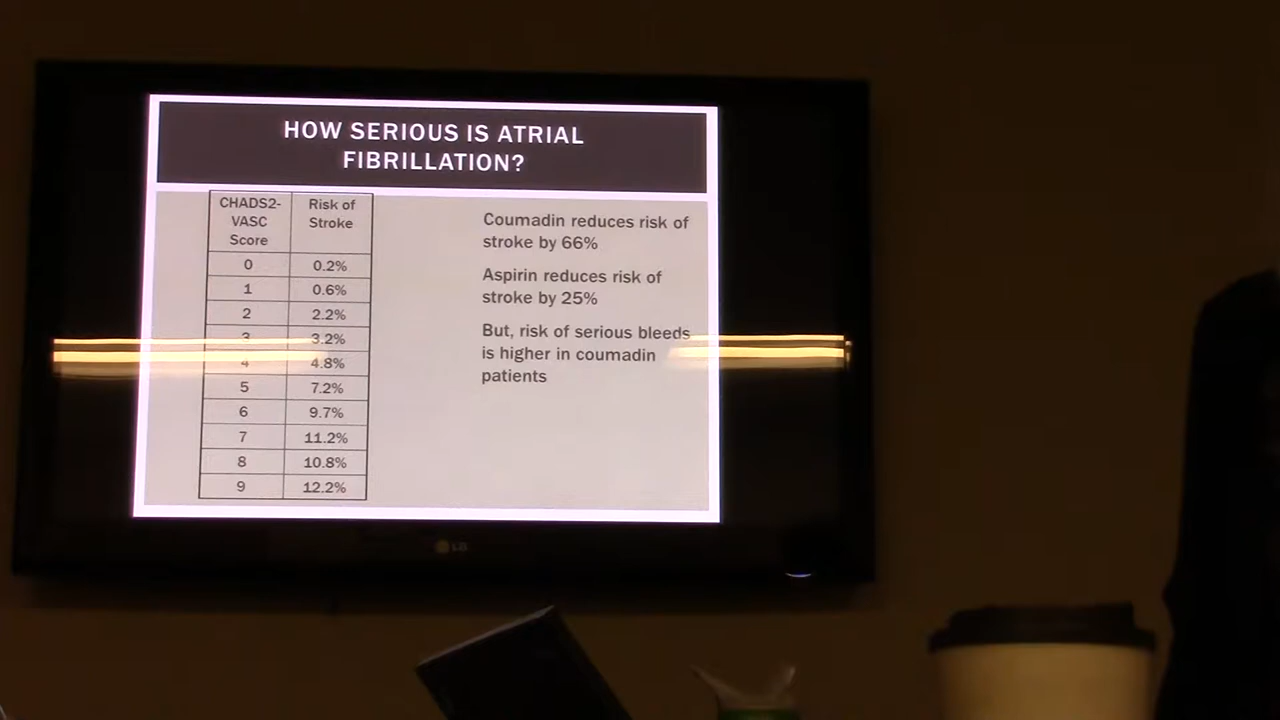 HOW SERIOUS IS ATRIAL
FIBRILLATION?
CHADS2-
VASC
Score
Risk of
Stroke
0 0.2%
1 0.6%
2 2.2%
3 3.2%
4 4.8%
5 7.2%
6 9.7%
7 11.2%
8 10.8%
9 12.2%
Coumadin reduces risk of
stroke by 66%
Aspirin reduces risk of
stroke by 25%
But, risk of serious bleeds
is higher in coumadin
patients
LG